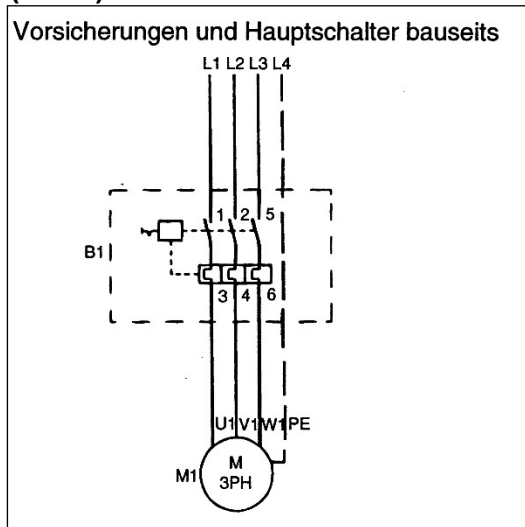 Vorsicherungen und Hauptschalter bauseits
L1 L2 L3 L4
1 2 5
B1
3 4 6
U1 V1 W1 PE
M1
M
3PH